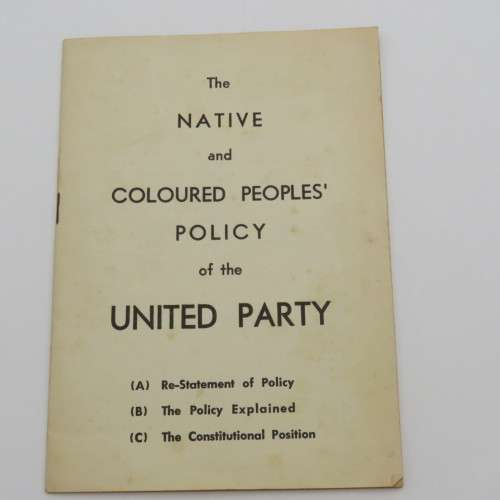 The
NATIVE
and
COLOURED PEOPLES'
POLICY
of the
UNITED PARTY
(A) Re-Statement of Policy
(B) The Policy Explained
(C) The Constitutional Position